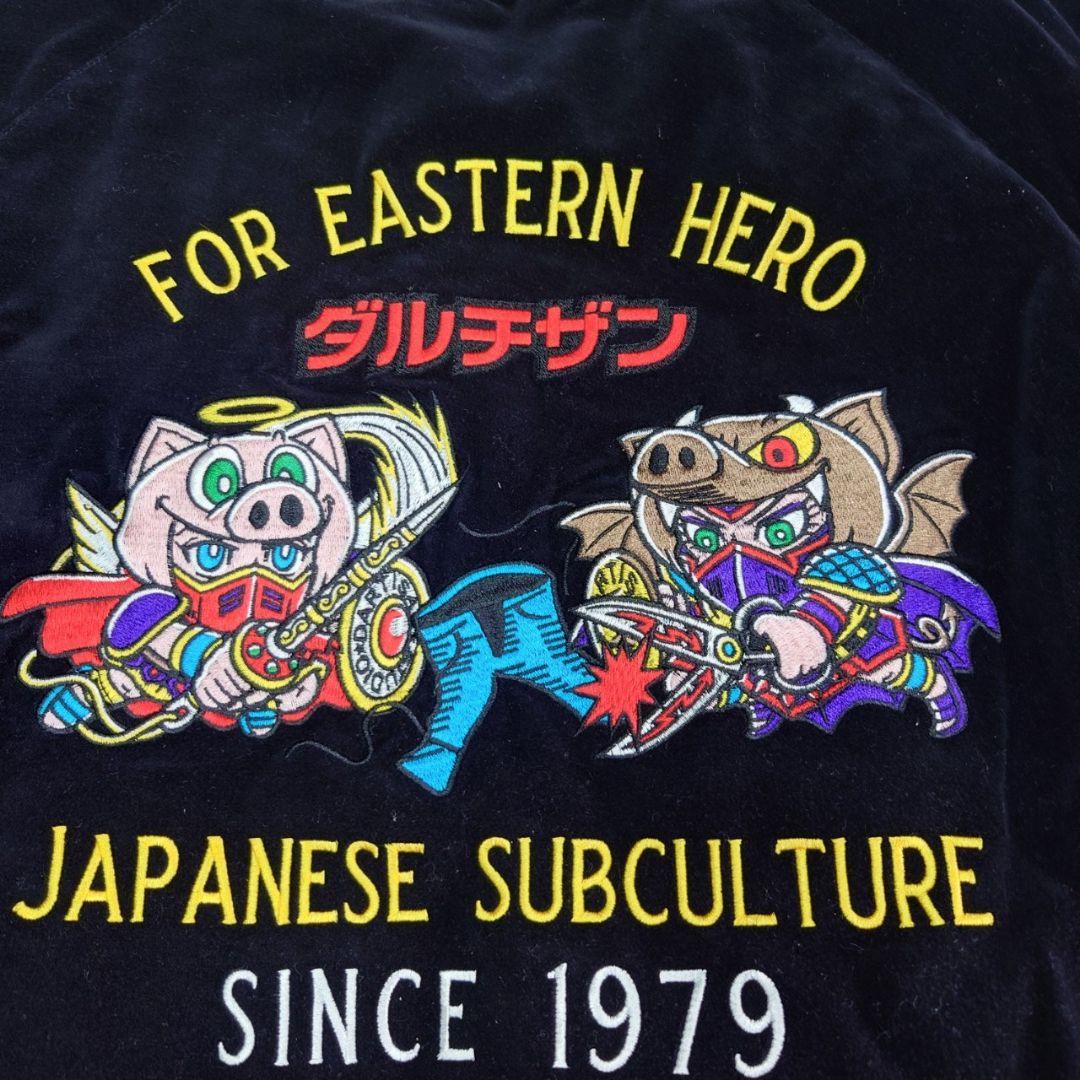 FOR EASTERN HERO
ダルチザン
JAPANESE SUBCULTURE
SINCE 1979